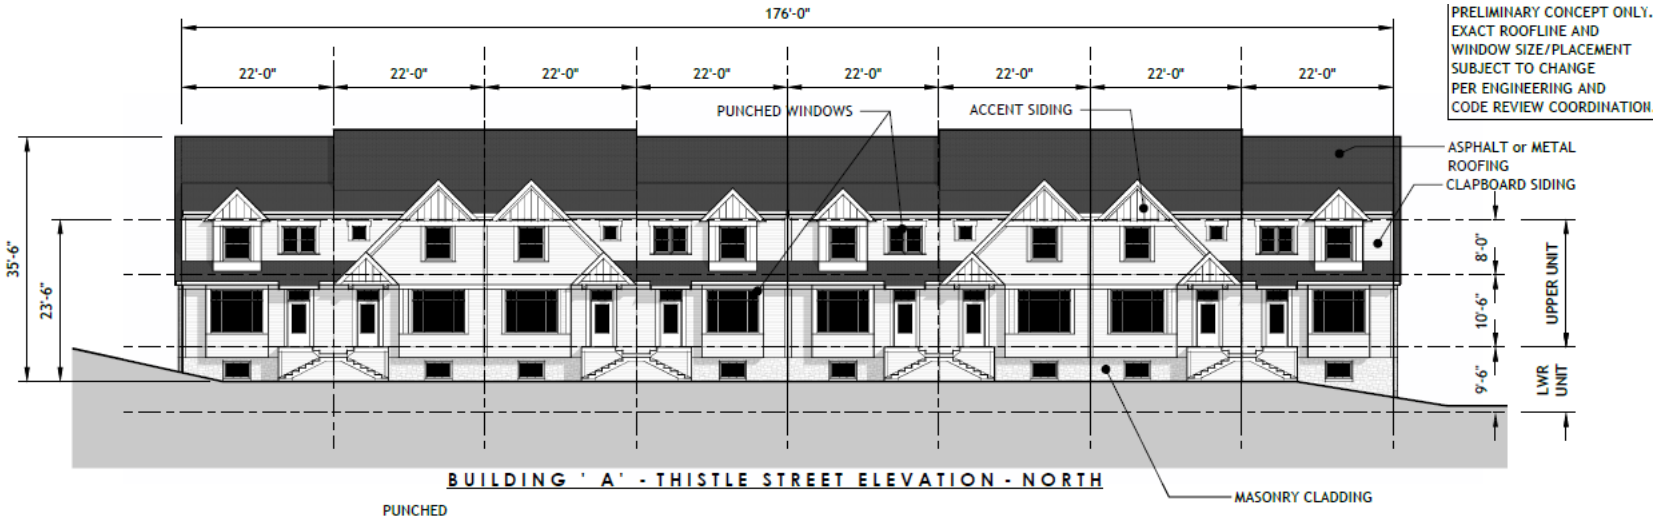 176'-0"
PRELIMINARY CONCEPT ONLY.
EXACT ROOFLINE AND
WINDOW SIZE/PLACEMENT
SUBJECT TO CHANGE
PER ENGINEERING AND
CODE REVIEW COORDINATION.
22'-0" 22'-0" 22'-0" 22'-0" 22'-0" 22'-0" 22'-0" 22'-0"
PUNCHED WINDOWS
ACCENT SIDING
ASPHALT or METAL
ROOFING
CLAPBOARD SIDING
35'-6"
23'-6"
8'-0"
10'-6"
9'-6"
UPPER UNIT
LWR
UNIT
BUILDING ' A' - THISTLE STREET ELEVATION - NORTH
MASONRY CLADDING
PUNCHED